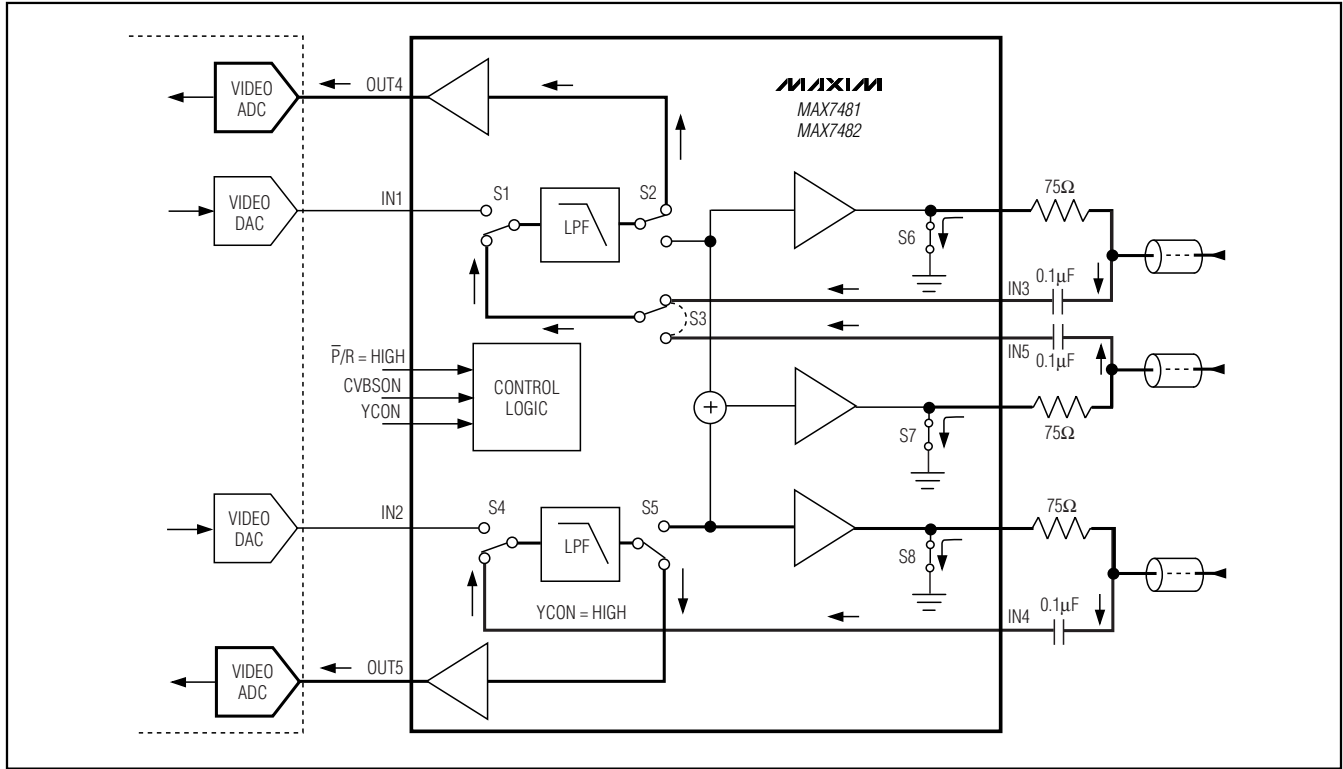 MAXIM
MAX7481
MAX7482
VIDEO
ADC
OUT4
VIDEO
DAC
IN1
S1
LPF
S2
S6
75Ω
IN3
0.1μF
S3
IN5
0.1μF
P̅/R = HIGH
CVBSON
YCON
CONTROL
LOGIC
+
S7
75Ω
VIDEO
DAC
IN2
S4
LPF
S5
S8
75Ω
YCON = HIGH
IN4
0.1μF
VIDEO
ADC
OUT5